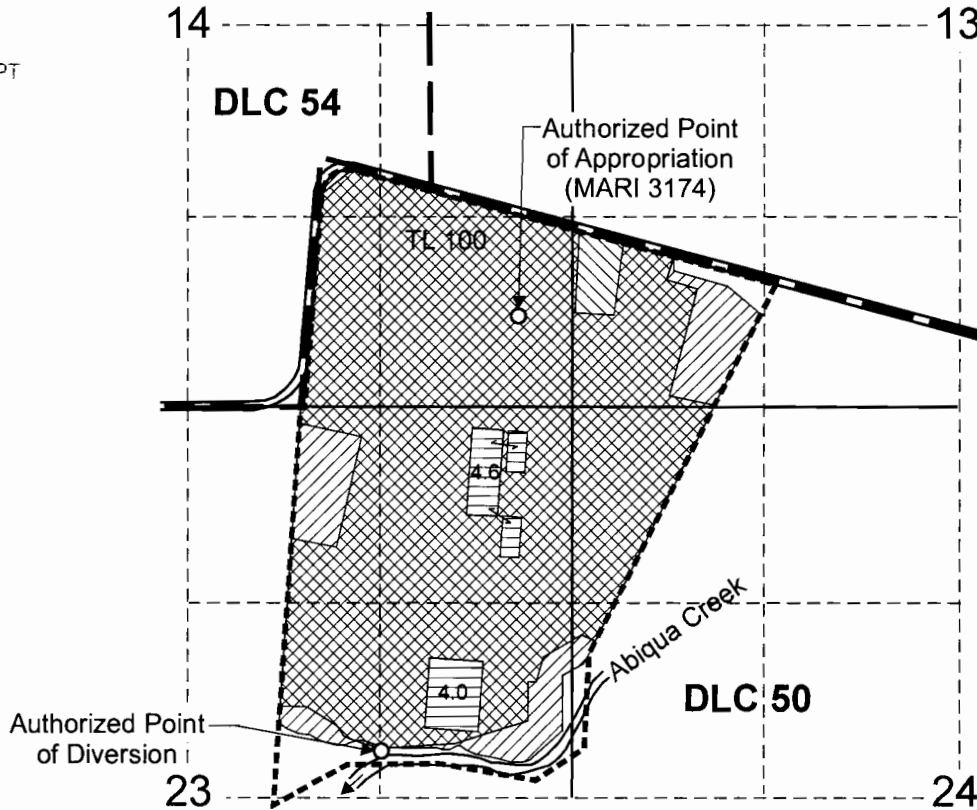 14
13
PT
DLC 54
Authorized Point
of Appropriation
(MARI 3174)
TL 100
4.6
Abiqua Creek
4.0
DLC 50
Authorized Point
of Diversion
23
24